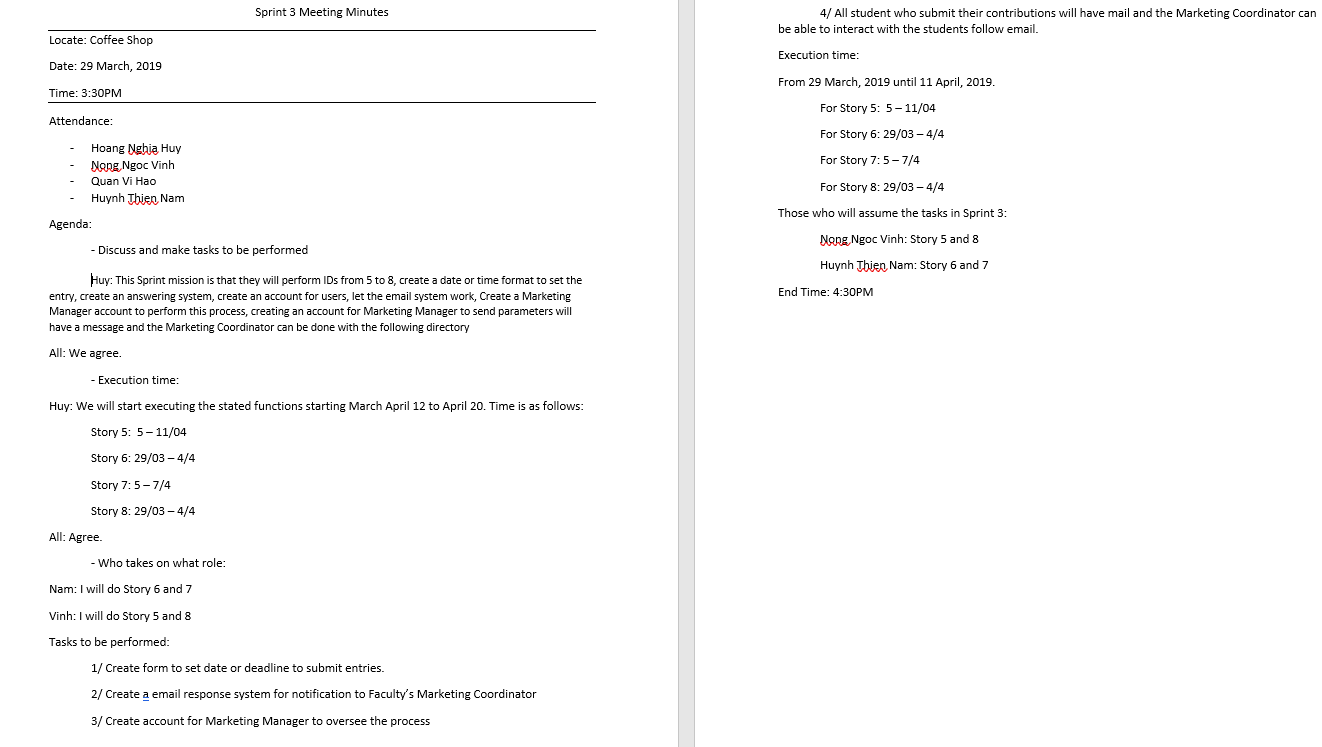 Sprint 3 Meeting Minutes
Locate: Coffee Shop
Date: 29 March, 2019
Time: 3:30PM
Attendance:
- Hoang Nghia Huy
- Nong Ngoc Vinh
- Quan Vi Hao
- Huynh Thien Nam
Agenda:
- Discuss and make tasks to be performed
Huy: This Sprint mission is that they will perform IDs from 5 to 8, create a date or time format to set the
entry, create an answering system, create an account for users, let the email system work, Create a Marketing
Manager account to perform this process, creating an account for Marketing Manager to send parameters will
have a message and the Marketing Coordinator can be done with the following directory
All: We agree.
- Execution time:
Huy: We will start executing the stated functions starting March April 12 to April 20. Time is as follows:
Story 5:  5 – 11/04
Story 6: 29/03 – 4/4
Story 7: 5 – 7/4
Story 8: 29/03 – 4/4
All: Agree.
- Who takes on what role:
Nam: I will do Story 6 and 7
Vinh: I will do Story 5 and 8
Tasks to be performed:
1/ Create form to set date or deadline to submit entries.
2/ Create a email response system for notification to Faculty’s Marketing Coordinator
3/ Create account for Marketing Manager to oversee the process
4/ All student who submit their contributions will have mail and the Marketing Coordinator can
be able to interact with the students follow email.
Execution time:
From 29 March, 2019 until 11 April, 2019.
For Story 5:  5 – 11/04
For Story 6: 29/03 – 4/4
For Story 7: 5 – 7/4
For Story 8: 29/03 – 4/4
Those who will assume the tasks in Sprint 3:
Nong Ngoc Vinh: Story 5 and 8
Huynh Thien Nam: Story 6 and 7
End Time: 4:30PM